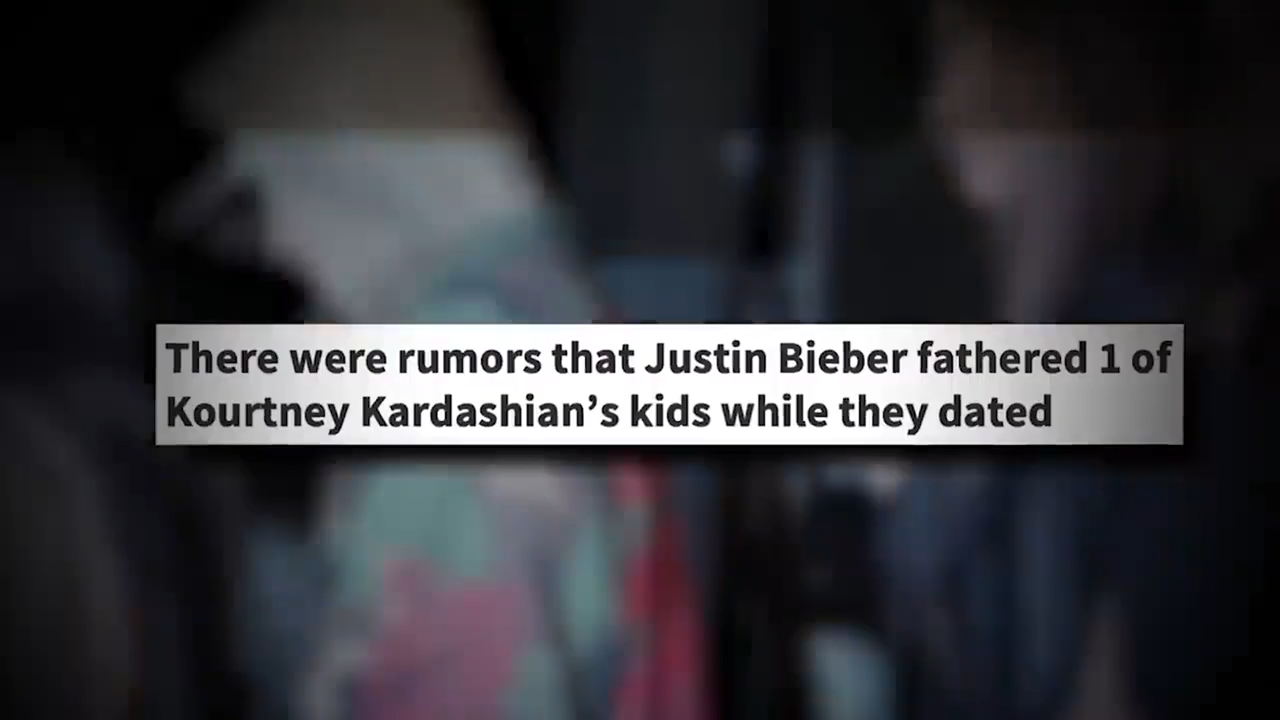 There were rumors that Justin Bieber fathered 1 of
Kourtney Kardashian’s kids while they dated